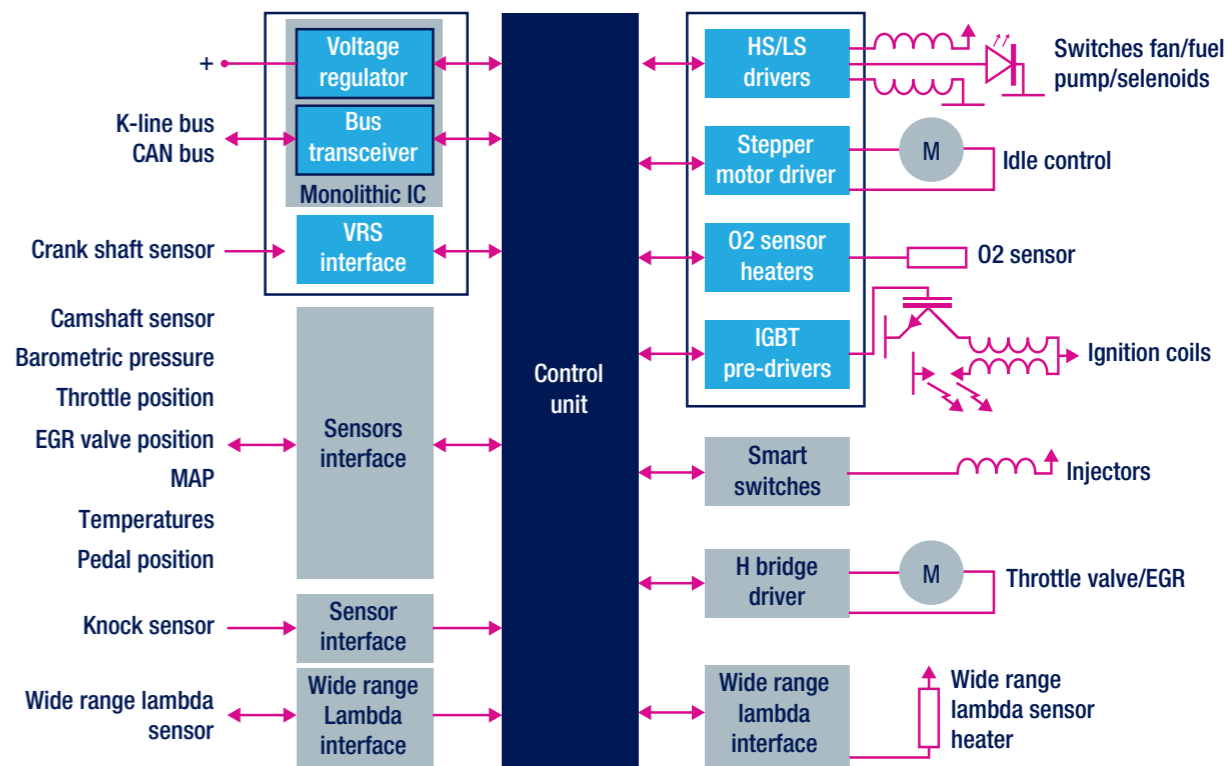 +
Voltage
regulator
K-line bus
CAN bus
Bus
transceiver
Monolithic IC
Crank shaft sensor
VRS
interface
Camshaft sensor
Barometric pressure
Throttle position
EGR valve position
MAP
Temperatures
Pedal position
Sensors
interface
Knock sensor
Sensor
interface
Wide range lambda
sensor
Wide range
Lambda
interface
Control
unit
HS/LS
drivers
Switches fan/fuel
pump/selenoids
Stepper
motor driver
M
Idle control
O2 sensor
heaters
O2 sensor
IGBT
pre-drivers
Ignition coils
Smart
switches
Injectors
H bridge
driver
M
Throttle valve/EGR
Wide range
lambda
interface
Wide range
lambda sensor
heater